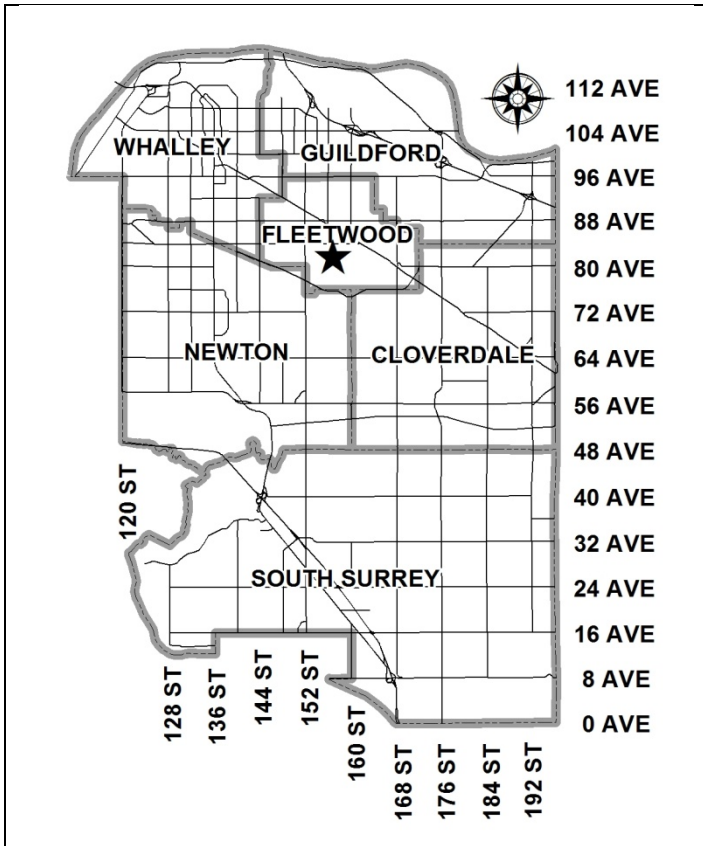 112 AVE
104 AVE
WHALLEY
GUILDFORD
96 AVE
88 AVE
FLEETWOOD
80 AVE
72 AVE
NEWTON
CLOVERDALE
64 AVE
56 AVE
48 AVE
120 ST
40 AVE
32 AVE
SOUTH SURREY
24 AVE
16 AVE
128 ST
136 ST
144 ST
152 ST
8 AVE
160 ST
0 AVE
168 ST
176 ST
184 ST
192 ST